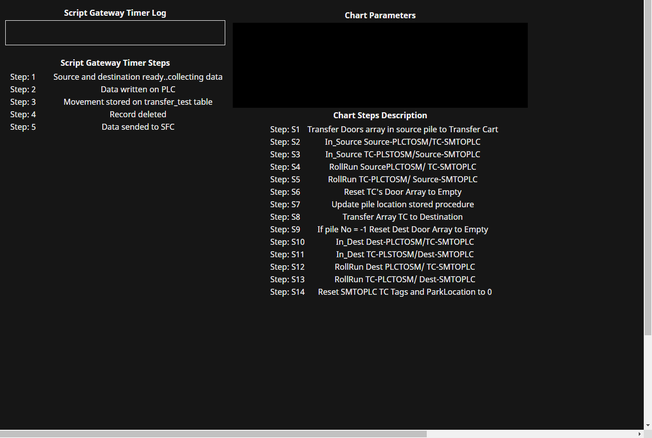 Script Gateway Timer Log
Script Gateway Timer Steps
Step: 1 Source and destination ready..collecting data
Step: 2 Data written on PLC
Step: 3 Movement stored on transfer_test table
Step: 4 Record deleted
Step: 5 Data sended to SFC
Chart Parameters
Chart Steps Description
Step: S1 Transfer Doors array in source pile to Transfer Cart
Step: S2 In_Source Source-PLCTOSM/TC-SMTOPLC
Step: S3 In_Source TC-PLSTOSM/Source-SMTOPLC
Step: S4 RollRun SourcePLCTOSM/ TC-SMTOPLC
Step: S5 RollRun TC-PLCTOSM/ Source-SMTOPLC
Step: S6 Reset TC's Door Array to Empty
Step: S7 Update pile location stored procedure
Step: S8 Transfer Array TC to Destination
Step: S9 If pile No = -1 Reset Dest Door Array to Empty
Step: S10 In_Dest Dest-PLCTOSM/TC-SMTOPLC
Step: S11 In_Dest TC-PLSTOSM/Dest-SMTOPLC
Step: S12 RollRun Dest PLCTOSM/ TC-SMTOPLC
Step: S13 RollRun TC-PLCTOSM/ Dest-SMTOPLC
Step: S14 Reset SMTOPLC TC Tags and ParkLocation to 0